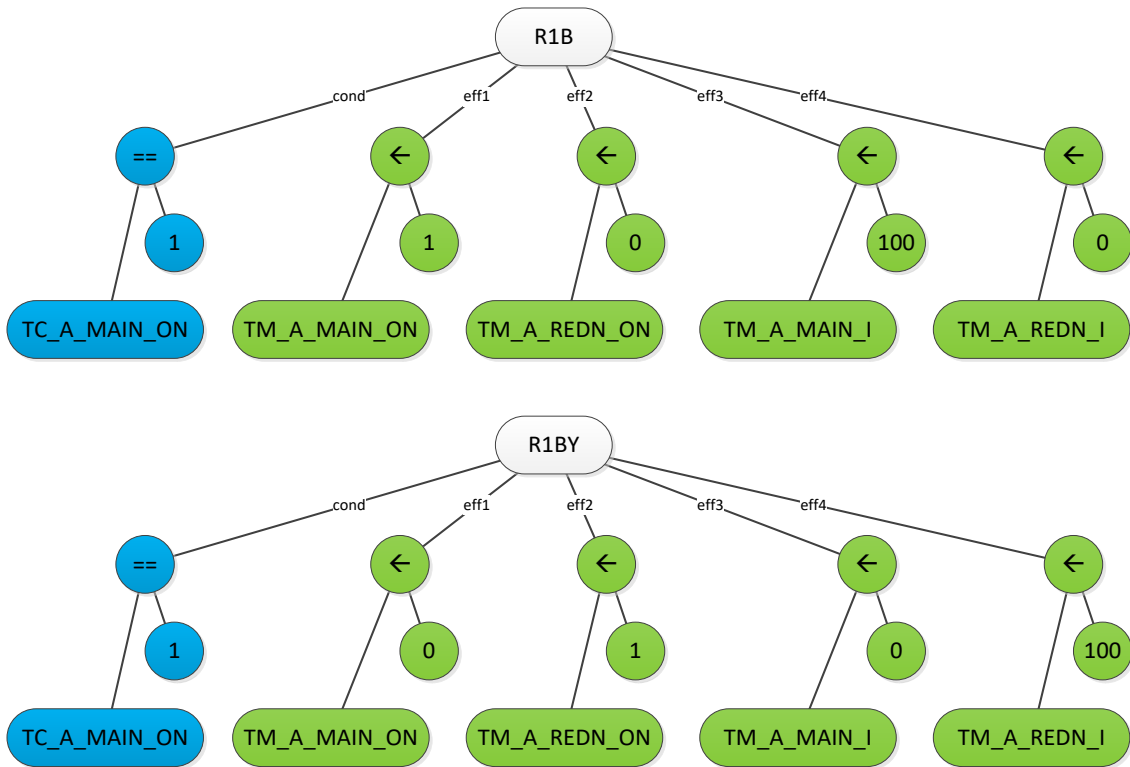 R1B
cond
eff1
eff2
eff3
eff4
==
←
←
←
←
1
1
0
100
0
TC_A_MAIN_ON
TM_A_MAIN_ON
TM_A_REDN_ON
TM_A_MAIN_I
TM_A_REDN_I
R1BY
cond
eff1
eff2
eff3
eff4
==
←
←
←
←
1
0
1
0
100
TC_A_MAIN_ON
TM_A_MAIN_ON
TM_A_REDN_ON
TM_A_MAIN_I
TM_A_REDN_I